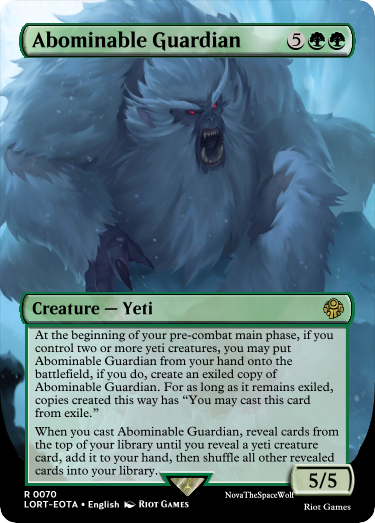 Abominable Guardian 5
Creature — Yeti
At the beginning of your pre-combat main phase, if you
control two or more yeti creatures, you may put
Abominable Guardian from your hand onto the
battlefield, if you do, create an exiled copy of
Abominable Guardian. For as long as it remains exiled,
copies created this way has “You may cast this card
from exile.”
When you cast Abominable Guardian, reveal cards from
the top of your library until you reveal a yeti creature
card, add it to your hand, then shuffle all other revealed
cards into your library.
5/5
R 0070
LORT-EOTA • English Riot Games
NovaTheSpaceWolf
Riot Games